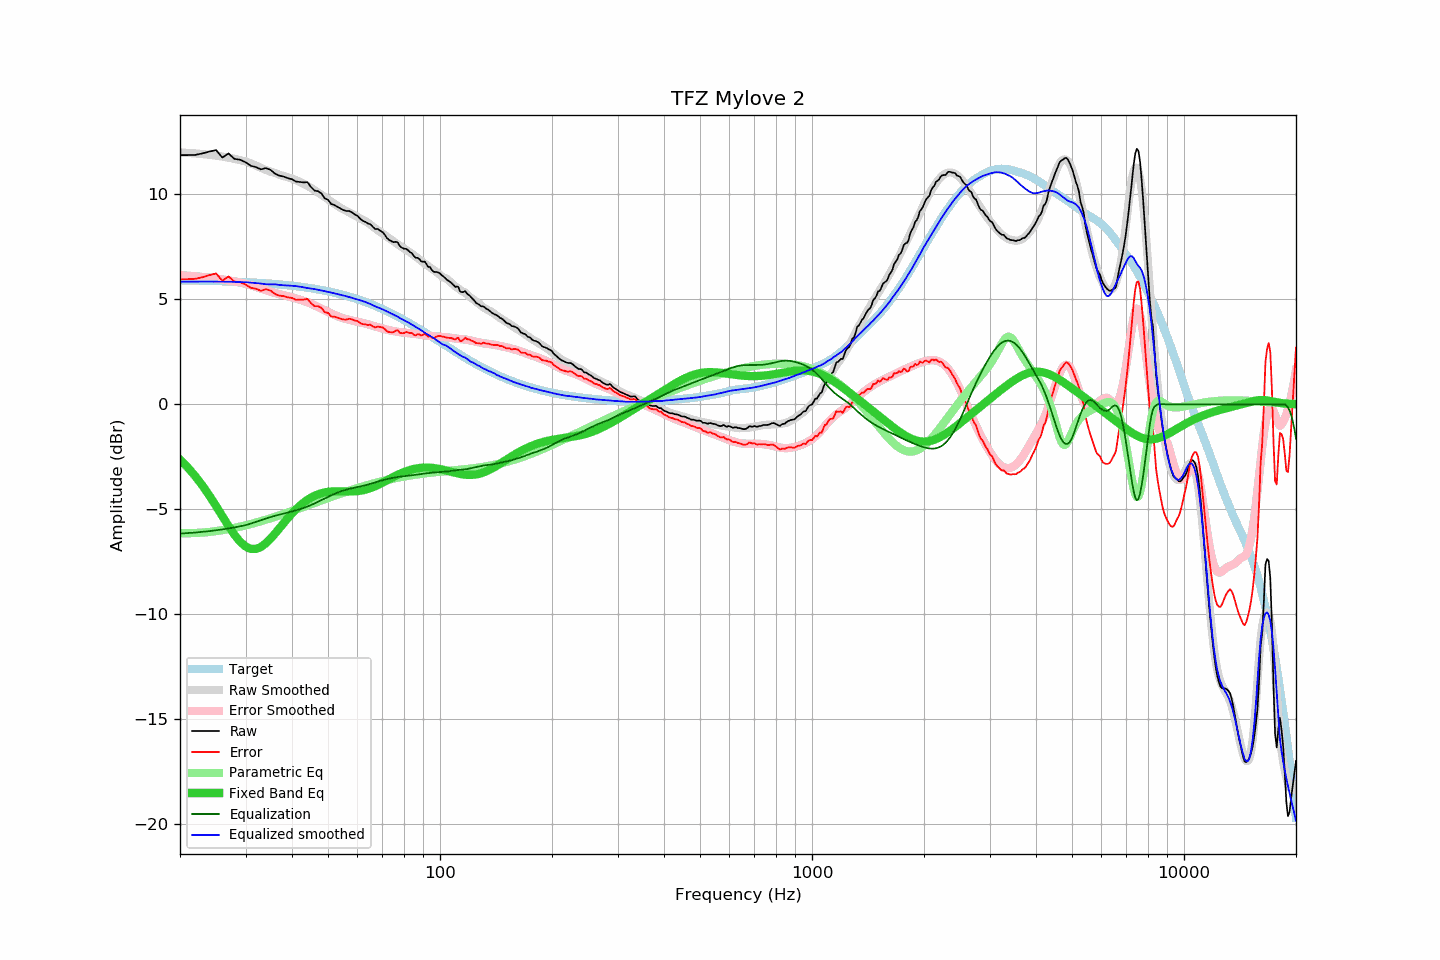 TFZ Mylove 2
Amplitude (dBr)
10
5
0
−5
−10
−15
−20
Target
Raw Smoothed
Error Smoothed
Raw
Error
Parametric Eq
Fixed Band Eq
Equalization
Equalized smoothed
100
1000
10000
Frequency (Hz)